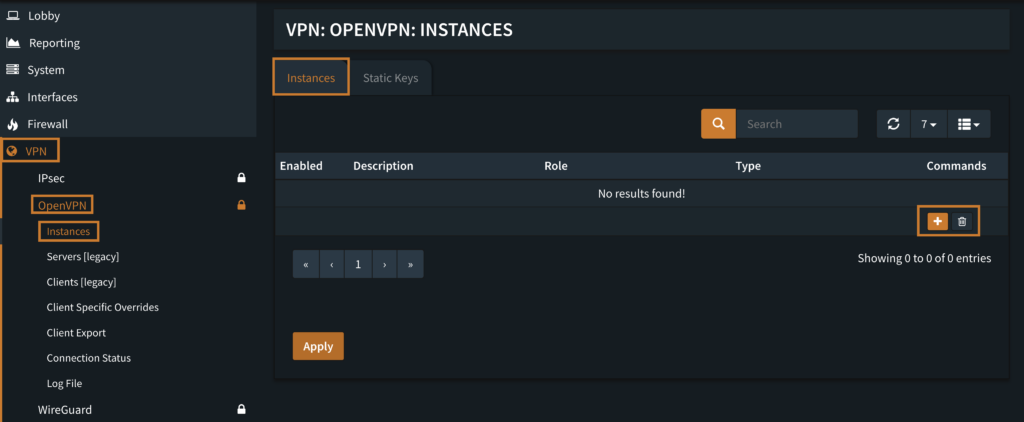 Lobby
Reporting
System
Interfaces
Firewall
VPN
IPsec
OpenVPN
Instances
Servers [legacy]
Clients [legacy]
Client Specific Overrides
Client Export
Connection Status
Log File
WireGuard
VPN: OPENVPN: INSTANCES
Instances Static Keys
Search 7
Enabled Description Role Type Commands
No results found!
« ‹ 1 › » Showing 0 to 0 of 0 entries
Apply